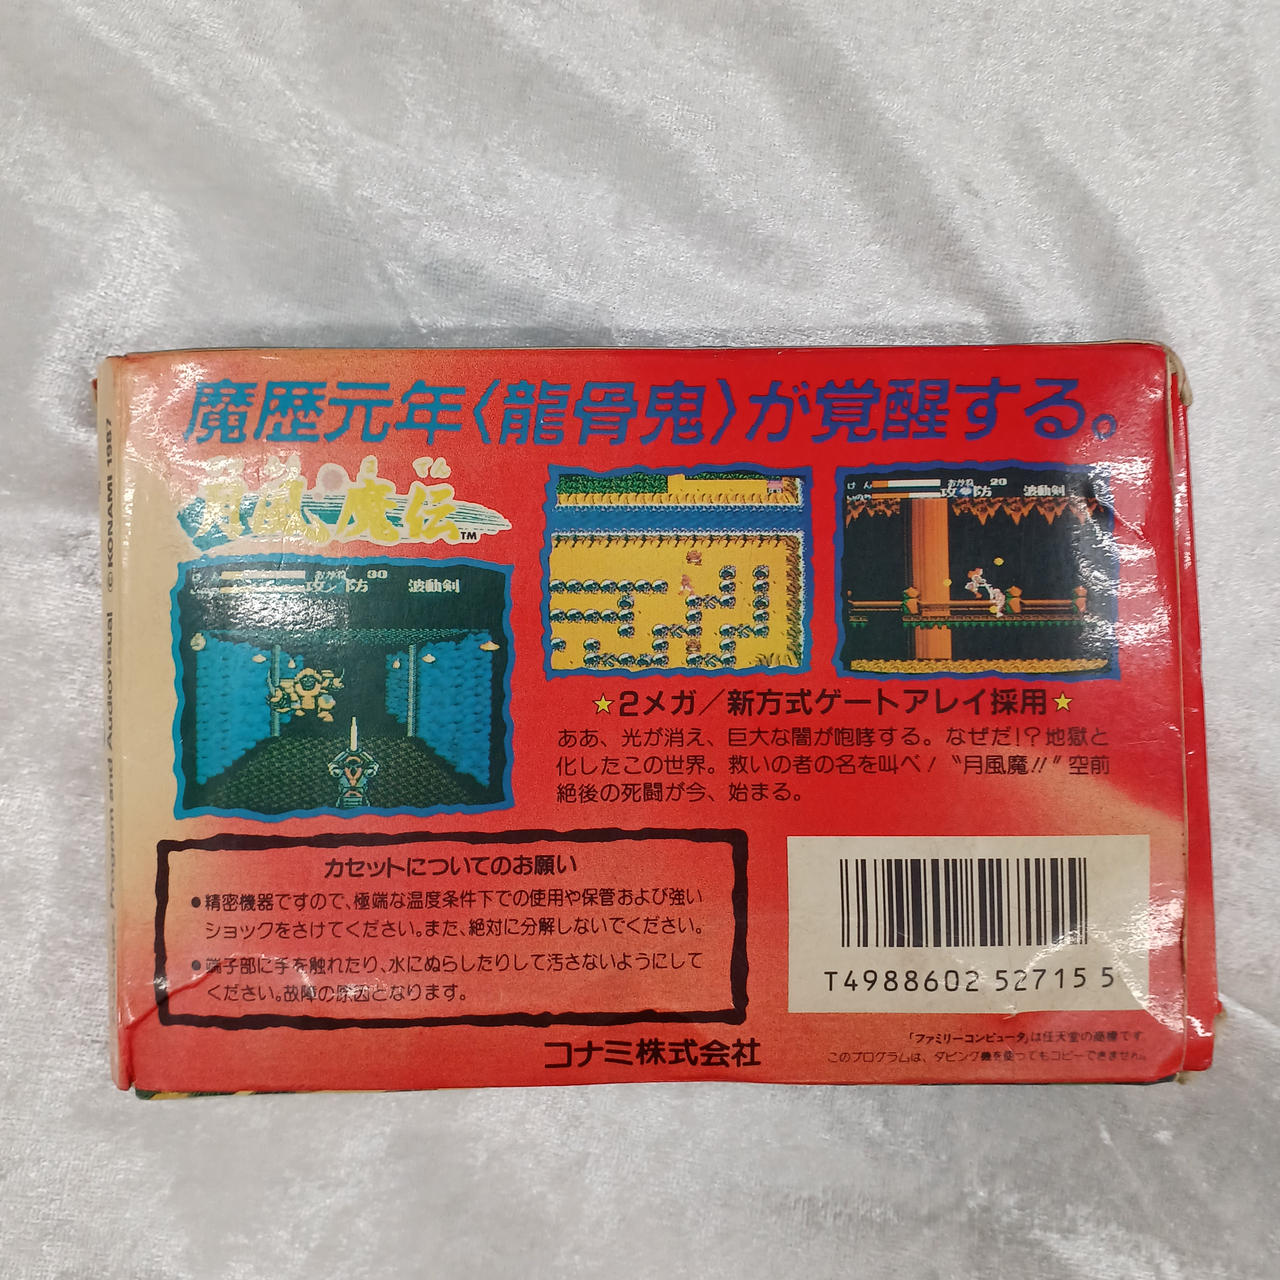 魔歴元年〈龍骨鬼〉が覚醒する。
てん
月風魔伝™
おかね 30
攻 防 波動剣
けん おかね 20
いのち 攻 防 波動剣
★2メガ/新方式ゲートアレイ採用★
ああ、光が消え、巨大な闇が咆哮する。なぜだ!?地獄と
化したこの世界。救いの者の名を叫べ!〝月風魔!!〟空前
絶後の死闘が今、始まる。
カセットについてのお願い
●精密機器ですので、極端な温度条件下での使用や保管および強い
ショックをさけてください。また、絶対に分解しないでください。
●端子部に手を触れたり、水にぬらしたりして汚さないようにして
ください。故障の原因となります。
T4988602 52715 5
コナミ株式会社
「ファミリーコンピュータ」は任天堂の商標です。
このプログラムは、ダビング機を使ってもコピーできません。
Program and Audiovisual ©KONAMI 1987